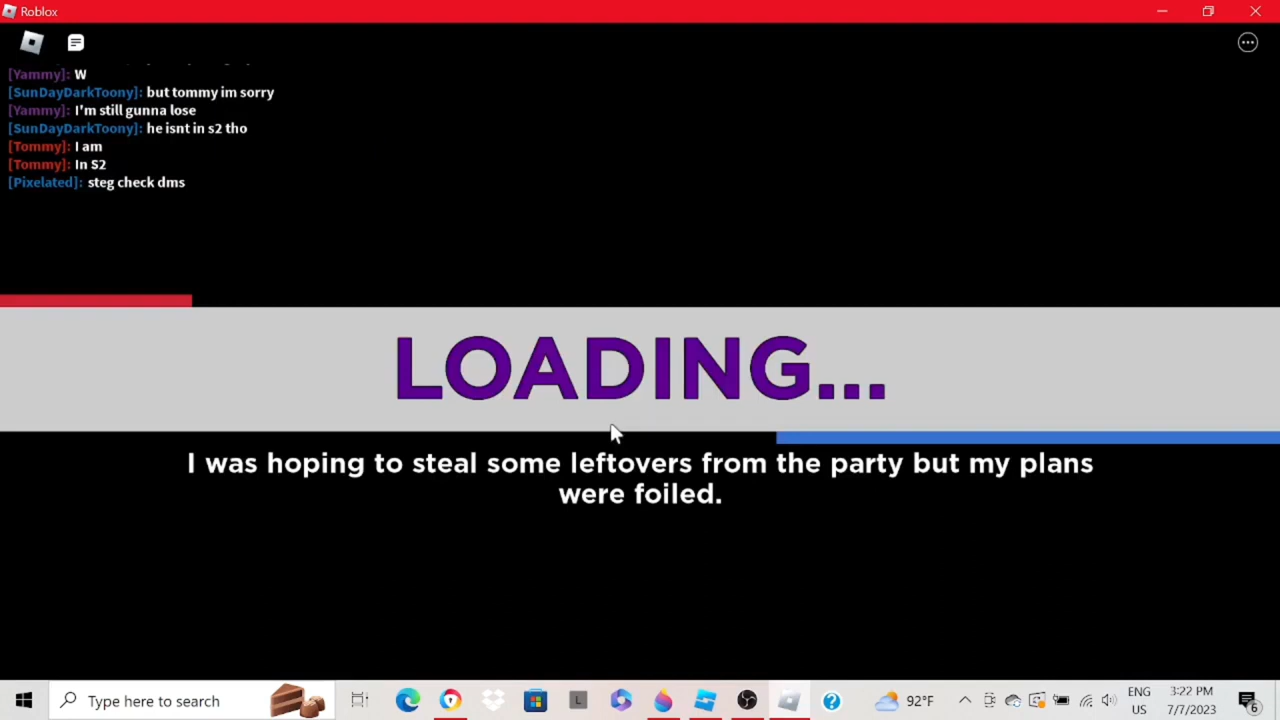 Roblox
[Yammy]: W
[SunDayDarkToony]: but tommy im sorry
[Yammy]: I'm still gunna lose
[SunDayDarkToony]: he isnt in s2 tho
[Tommy]: I am
[Tommy]: In S2
[Pixelated]: steg check dms
LOADING...
I was hoping to steal some leftovers from the party but my plans
were foiled.
Type here to search
L
92°F
ENG
US
3:22 PM
7/7/2023
6